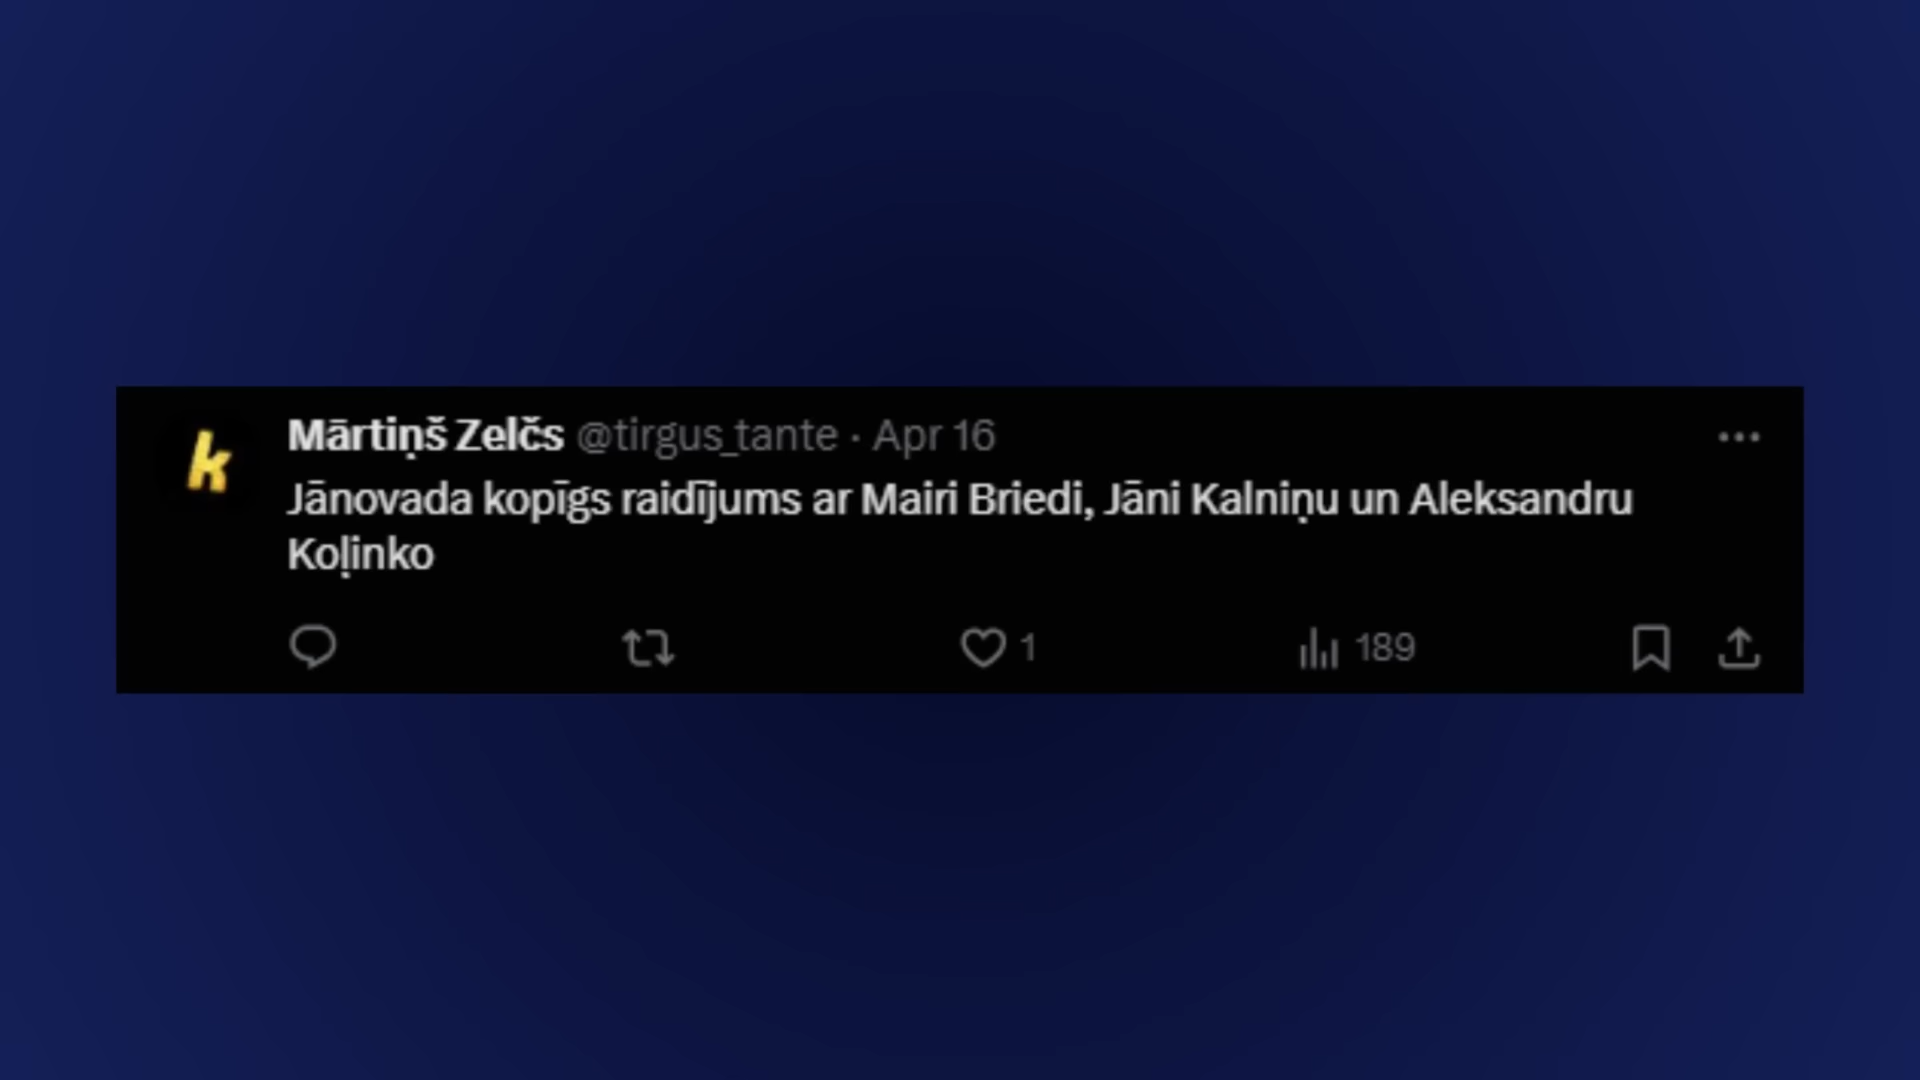 k
Mārtiņš Zelčs @tirgus_tante · Apr 16
Jānovada kopīgs raidījums ar Mairi Briedi, Jāni Kalniņu un Aleksandru
Koļinko
1 189